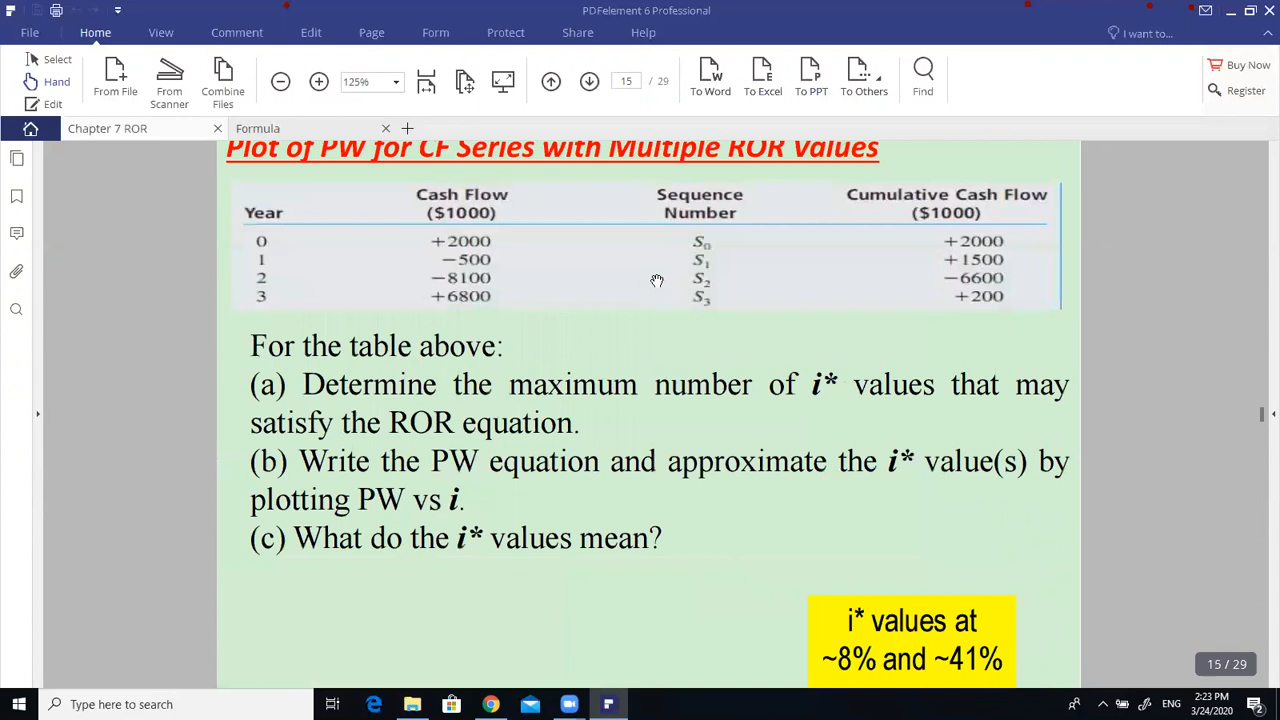 PDFelement 6 Professional
File Home View Comment Edit Page Form Protect Share Help I want to...
Select
Hand
Edit
From File
From Scanner
Combine Files
125%
15 / 29
To Word
To Excel
To PPT
To Others
Find
Buy Now
Register
Chapter 7 ROR
Formula
Plot of PW for CF Series with Multiple ROR Values
Year Cash Flow ($1000) Sequence Number Cumulative Cash Flow ($1000)
0 +2000 S0 +2000
1 −500 S1 +1500
2 −8100 S2 −6600
3 +6800 S3 +200
For the table above:
(a) Determine the maximum number of i* values that may
satisfy the ROR equation.
(b) Write the PW equation and approximate the i* value(s) by
plotting PW vs i.
(c) What do the i* values mean?
i* values at
~8% and ~41%
15 / 29
Type here to search
ENG
2:23 PM
3/24/2020
2